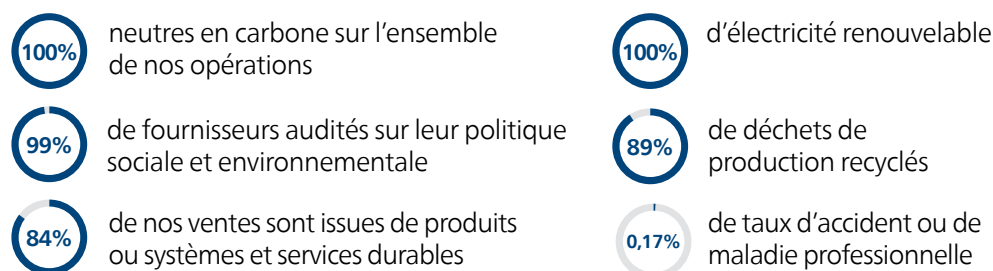 100%
neutres en carbone sur l’ensemble
de nos opérations
100%
d’électricité renouvelable
99%
de fournisseurs audités sur leur politique
sociale et environnementale
89%
de déchets de
production recyclés
84%
de nos ventes sont issues de produits
ou systèmes et services durables
0,17%
de taux d’accident ou de
maladie professionnelle